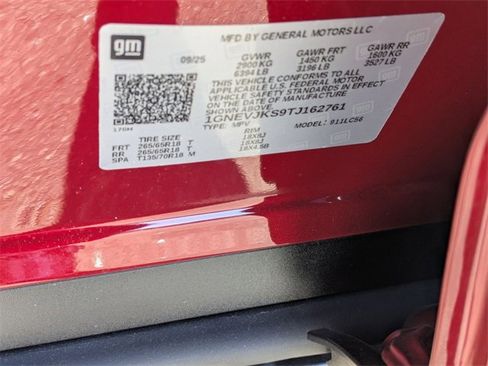 gm
MFD BY GENERAL MOTORS LLC
09/25 GVWR GAWR FRT GAWR RR
2900 KG 1450 KG 1600 KG
6394 LB 3196 LB 3527 LB
THIS VEHICLE CONFORMS TO ALL
APPLICABLE U.S. FEDERAL MOTOR
VEHICLE SAFETY STANDARDS IN
EFFECT ON THE DATE OF MANUFACTURE
SHOWN ABOVE.
1GNEVJKS9TJ162761
TYPE: MPV MODEL: 911LC56
TIRE SIZE RIM
FRT 265/65R18 T 18X8J
RR 265/65R18 T 18X8J
SPA T135/70R18 M 18X4.5B